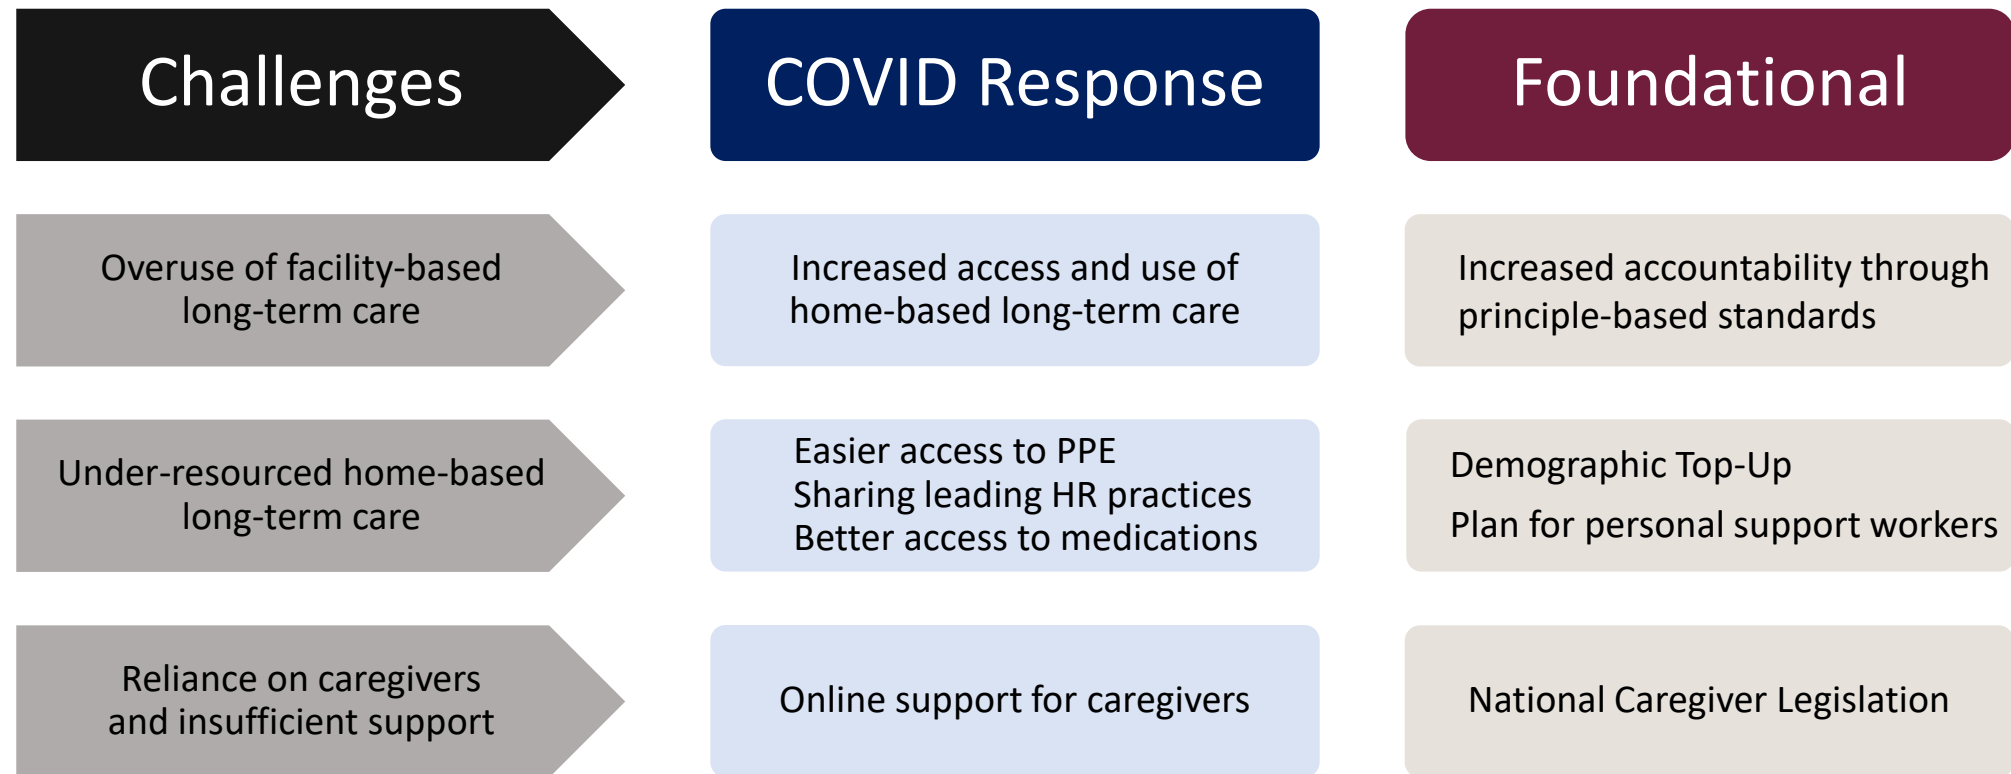 Challenges
COVID Response
Foundational
Overuse of facility-based
long-term care
Increased access and use of
home-based long-term care
Increased accountability through
principle-based standards
Under-resourced home-based
long-term care
Easier access to PPE
Sharing leading HR practices
Better access to medications
Demographic Top-Up
Plan for personal support workers
Reliance on caregivers
and insufficient support
Online support for caregivers
National Caregiver Legislation